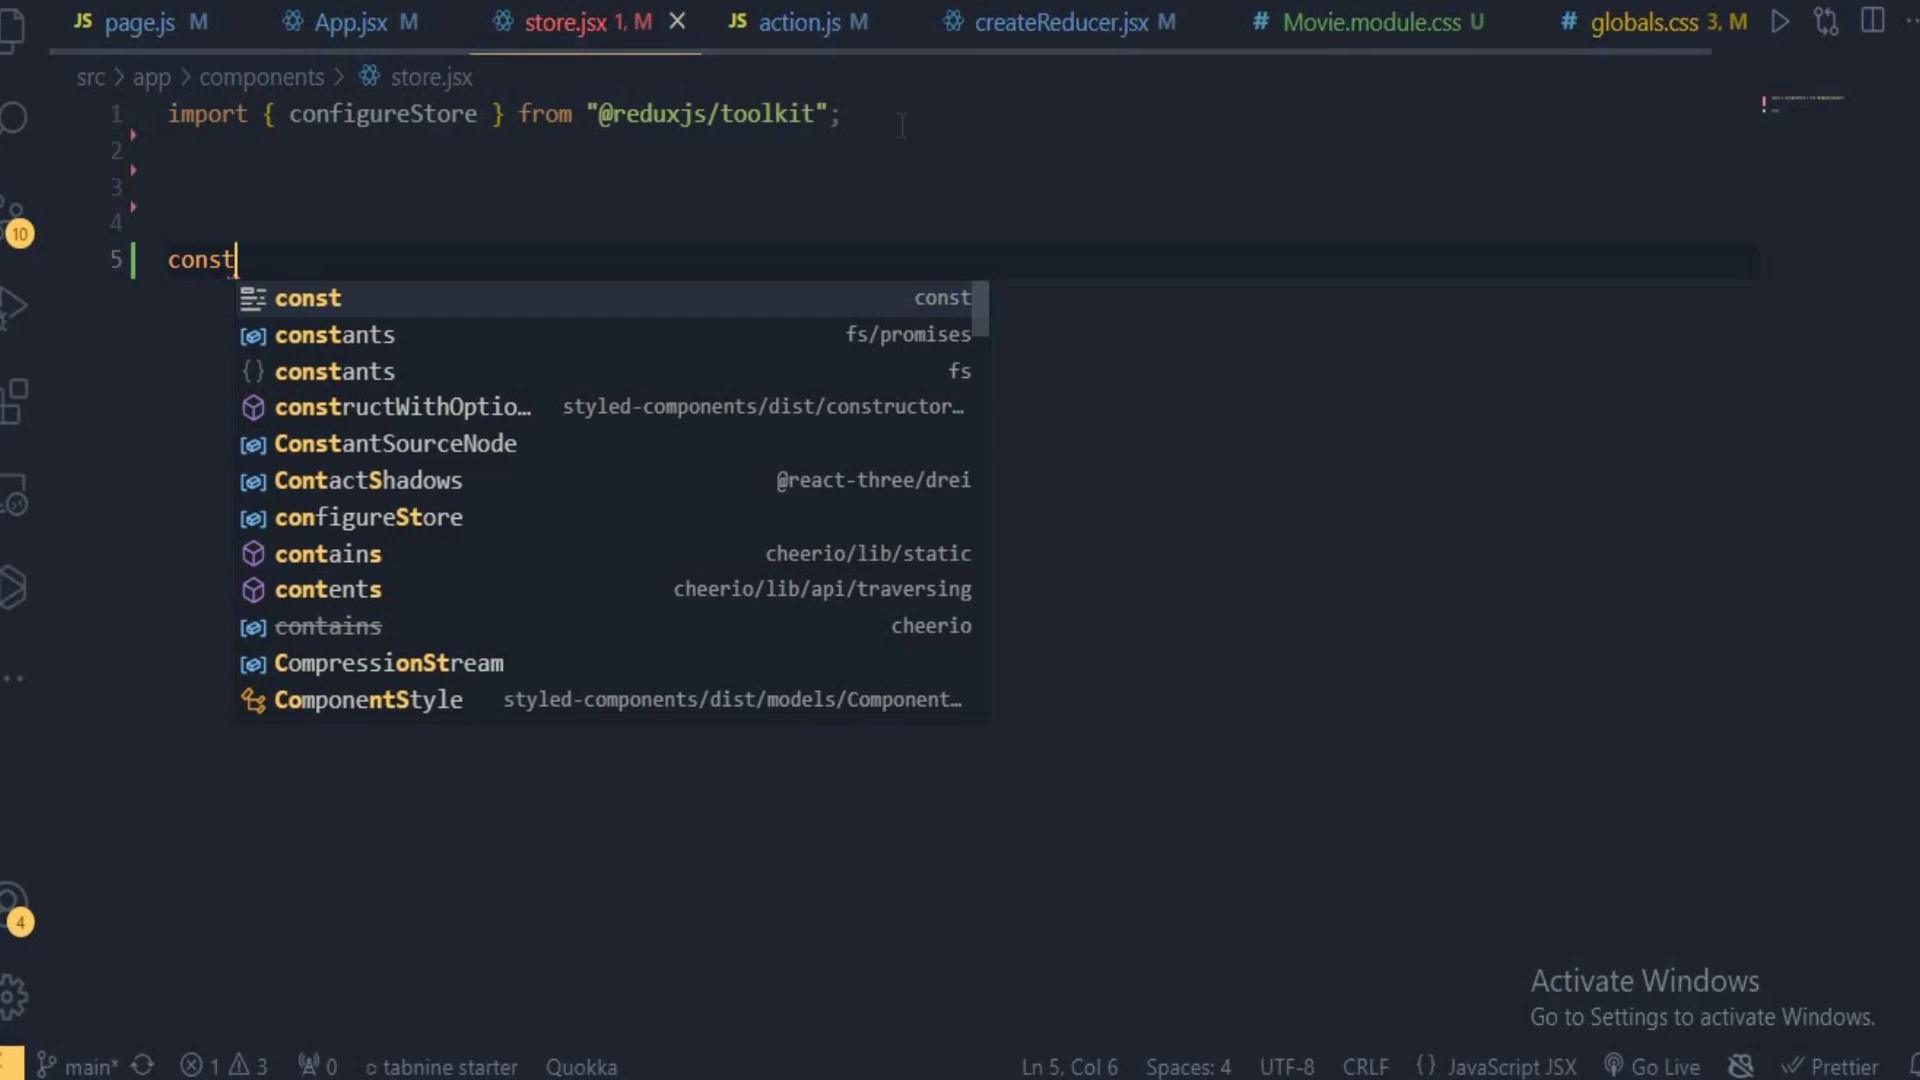 JS page.js M App.jsx M store.jsx 1, M JS action.js M createReducer.jsx M # Movie.module.css U # globals.css 3, M
src > app > components > store.jsx
1 import { configureStore } from "@reduxjs/toolkit";
2
3
4
5 const
const const
constants fs/promises
constants fs
constructWithOptio… styled-components/dist/constructor…
ConstantSourceNode
ContactShadows @react-three/drei
configureStore
contains cheerio/lib/static
contents cheerio/lib/api/traversing
contains cheerio
CompressionStream
ComponentStyle styled-components/dist/models/Component…
10
4
Activate Windows
Go to Settings to activate Windows.
main* 1 3 0 tabnine starter Quokka Ln 5, Col 6 Spaces: 4 UTF-8 CRLF {} JavaScript JSX Go Live Prettier